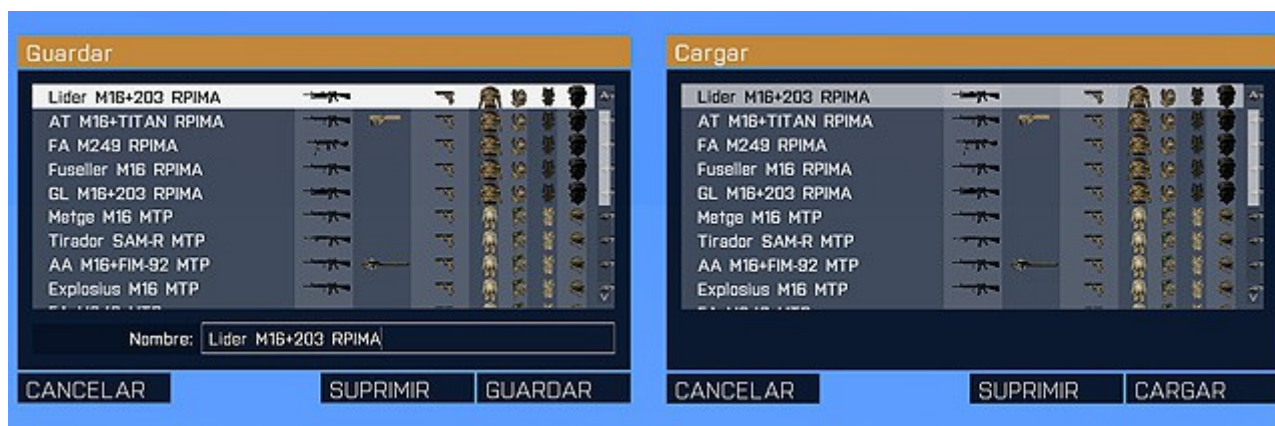 Guardar
Lider M16+203 RPIMA
AT M16+TITAN RPIMA
FA M249 RPIMA
Fuseller M16 RPIMA
GL M16+203 RPIMA
Metge M16 MTP
Tirador SAM-R MTP
AA M16+FIM-92 MTP
Explosius M16 MTP
Nombre: Lider M16+203 RPIMA
CANCELAR SUPRIMIR GUARDAR
Cargar
Lider M16+203 RPIMA
AT M16+TITAN RPIMA
FA M249 RPIMA
Fuseller M16 RPIMA
GL M16+203 RPIMA
Metge M16 MTP
Tirador SAM-R MTP
AA M16+FIM-92 MTP
Explosius M16 MTP
CANCELAR SUPRIMIR CARGAR